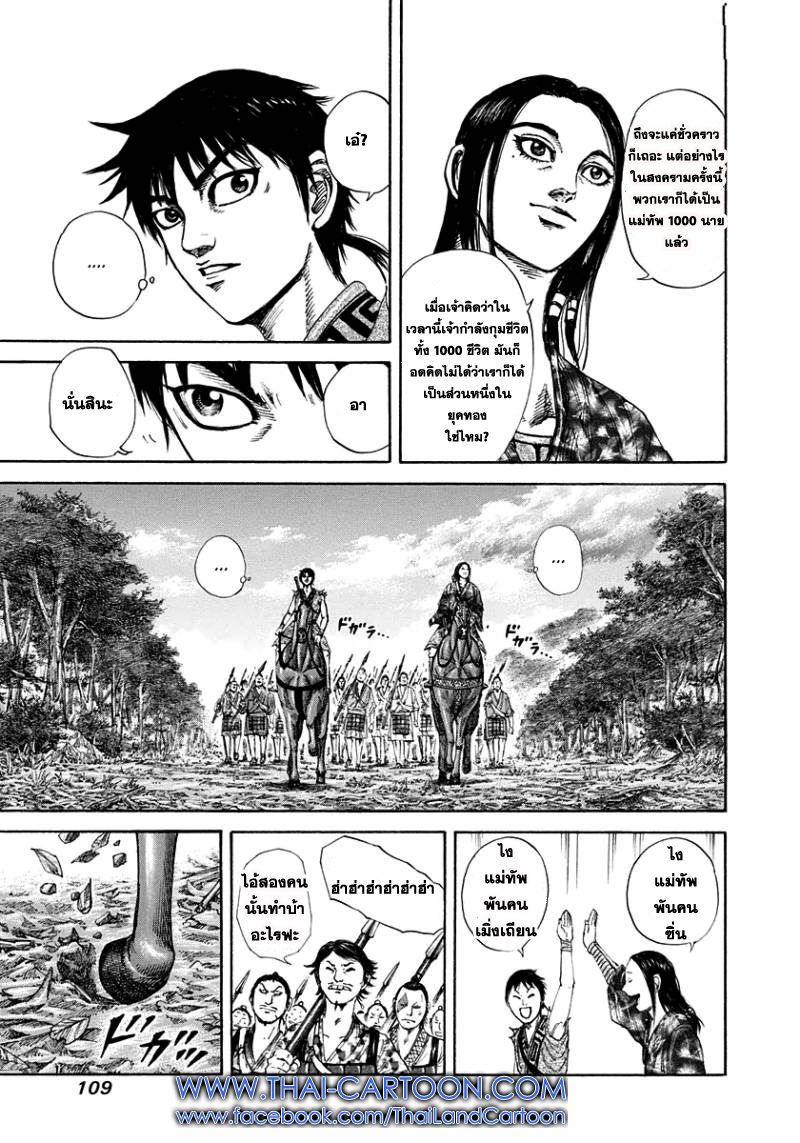 ถึงจะแค่ชั่วคราว
ก็เถอะ แต่อย่างไร
ในสงครามครั้งนี้
พวกเราก็ได้เป็น
แม่ทัพ 1000 นาย
แล้ว
เมื่อเจ้าคิดว่าใน
เวลานี้เจ้ากำลังกุมชีวิต
ทั้ง 1000 ชีวิต มันก็
อดคิดไม่ได้ว่าเราก็ได้
เป็นส่วนหนึ่งใน
ยุคทอง
ใช่ไหม?
เอ๋?
....
อา
นั่นสินะ
...
...
ドガラ...
ドガラ...
ไง
แม่ทัพ
พันคน
ซิ่น
ไง
แม่ทัพ
พันคน
เมิ่งเถียน
ฮ่าฮ่าฮ่าฮ่าฮ่าฮ่า
ไอ้สองคน
นั้นทำบ้า
อะไรฟะ
ドガッ
109
WWW.THAI-CARTOON.COM
www.facebook.com/ThaiLandCartoon